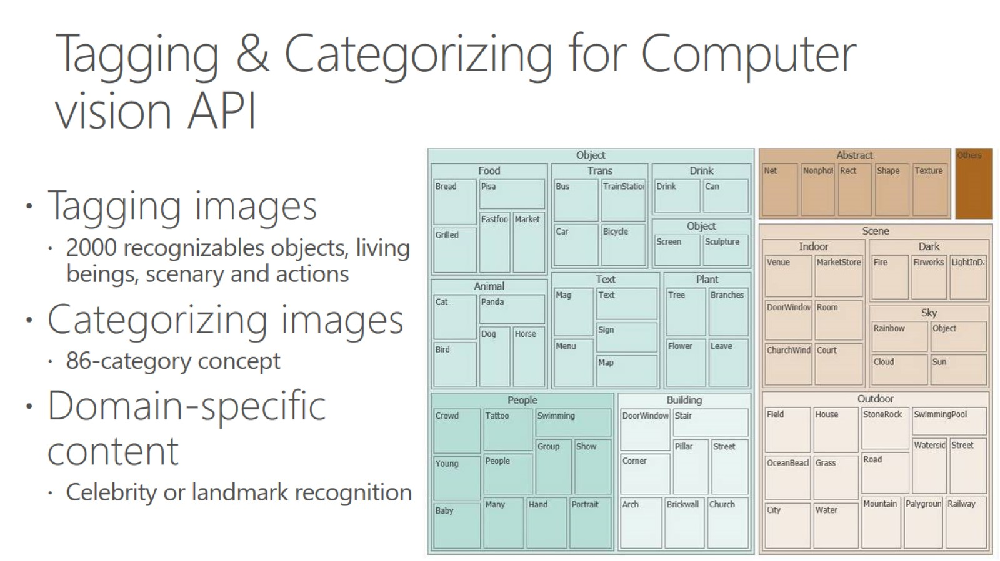 Tagging & Categorizing for Computer
vision API
• Tagging images
• 2000 recognizables objects, living
beings, scenary and actions
• Categorizing images
• 86-category concept
• Domain-specific
content
• Celebrity or landmark recognition
Object
Food
Bread
Pisa
Grilled
Fastfoo
Market
Trans
Bus
TrainStatio
Car
Bicycle
Drink
Drink
Can
Object
Screen
Sculpture
Animal
Cat
Panda
Bird
Dog
Horse
Text
Mag
Text
Sign
Menu
Map
Plant
Tree
Branches
Flower
Leave
People
Crowd
Tattoo
Swimming
Group
Show
Young
People
Baby
Many
Hand
Portrait
Building
DoorWindow
Stair
Pillar
Street
Corner
Arch
Brickwall
Church
Abstract
Net
Nonphot
Rect
Shape
Texture
Others
Scene
Indoor
Venue
MarketStore
DoorWindov
Room
ChurchWind
Court
Dark
Fire
Firworks
LightInDa
Sky
Rainbow
Object
Cloud
Sun
Outdoor
Field
House
StoneRock
SwimmingPool
Watersid
Street
OceanBeacl
Grass
Road
City
Water
Mountain
Palygroun
Railway